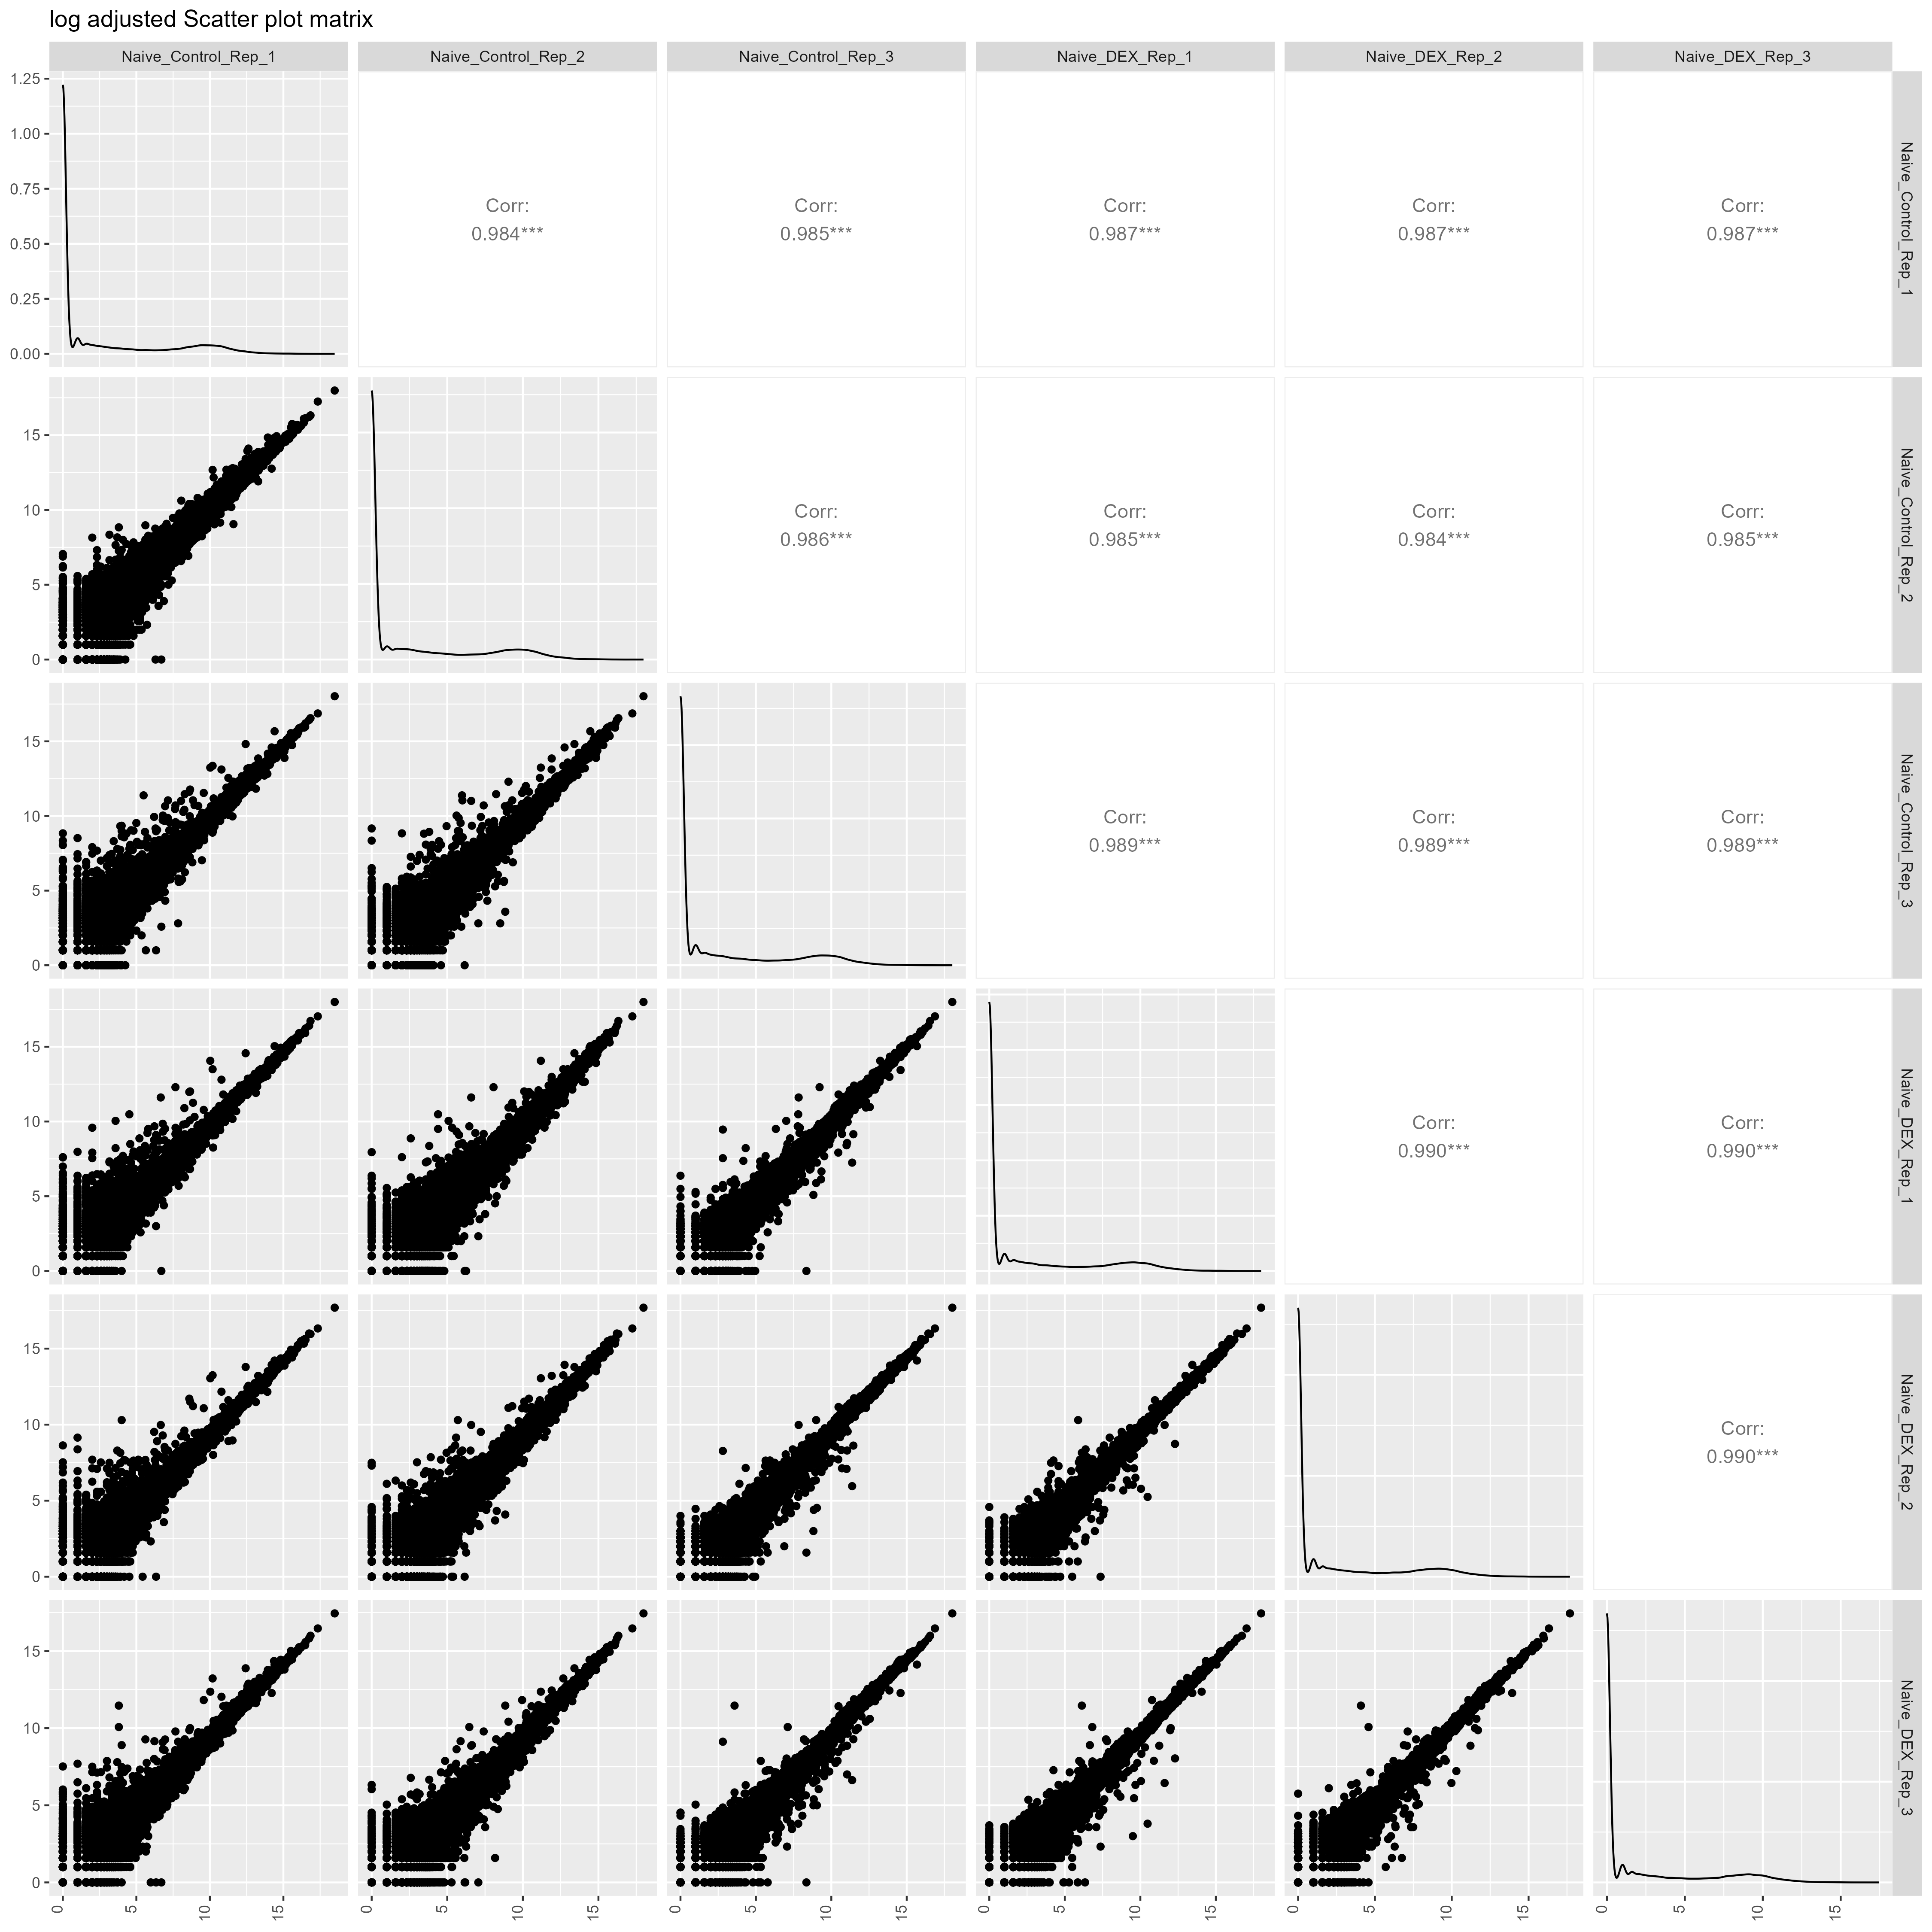 log adjusted Scatter plot matrix
Naive_Control_Rep_1 Naive_Control_Rep_2 Naive_Control_Rep_3 Naive_DEX_Rep_1 Naive_DEX_Rep_2 Naive_DEX_Rep_3
1.25
1.00
0.75
0.50
0.25
0.00
Corr: Corr: Corr: Corr: Corr:
0.984*** 0.985*** 0.987*** 0.987*** 0.987***
Naive_Control_Rep_1
15
10
5
0
Corr: Corr: Corr: Corr:
0.986*** 0.985*** 0.984*** 0.985***
Naive_Control_Rep_2
15
10
5
0
Corr: Corr: Corr:
0.989*** 0.989*** 0.989***
Naive_Control_Rep_3
15
10
5
0
Corr: Corr:
0.990*** 0.990***
Naive_DEX_Rep_1
15
10
5
0
Corr:
0.990***
Naive_DEX_Rep_2
15
10
5
0
Naive_DEX_Rep_3
0 5 10 15 0 5 10 15 0 5 10 15 0 5 10 15 0 5 10 15 0 5 10 15